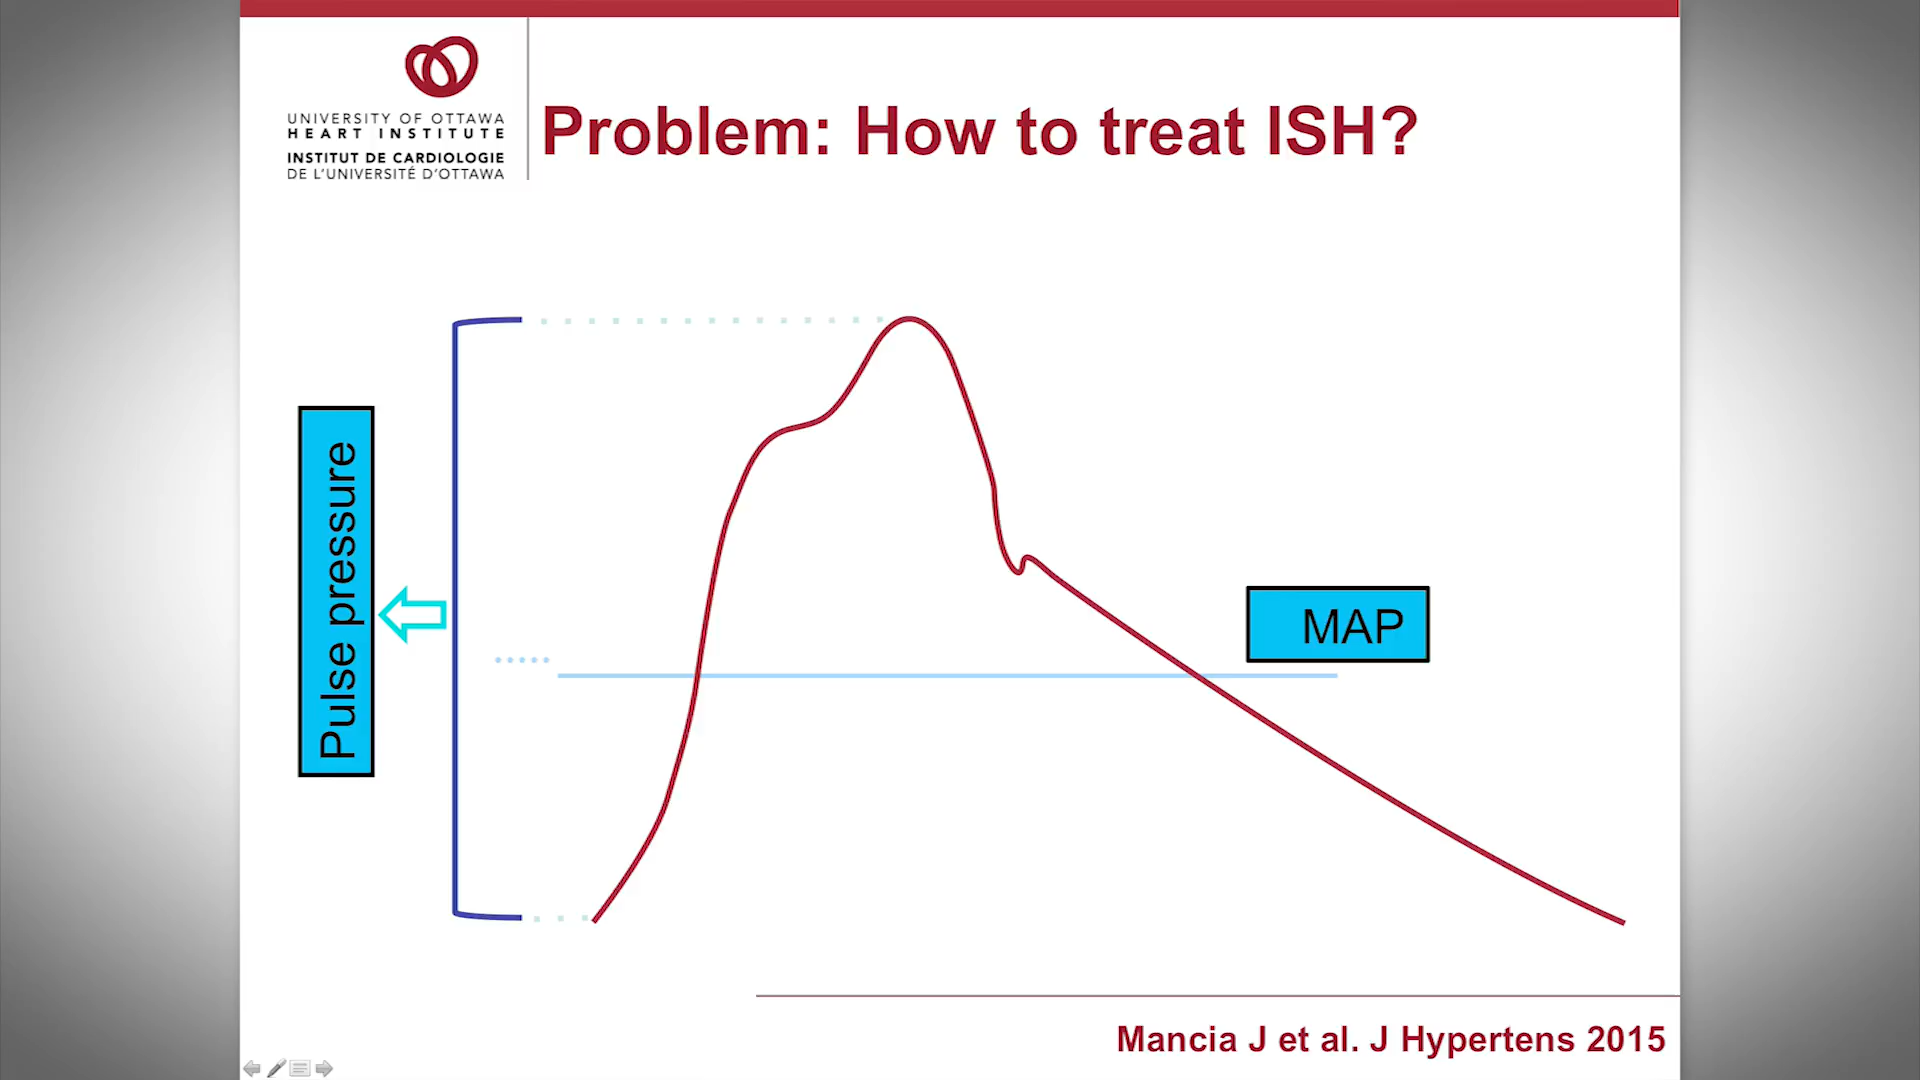 UNIVERSITY OF OTTAWA
HEART INSTITUTE
INSTITUT DE CARDIOLOGIE
DE L'UNIVERSITÉ D'OTTAWA
Problem: How to treat ISH?
Pulse pressure
MAP
Mancia J et al. J Hypertens 2015